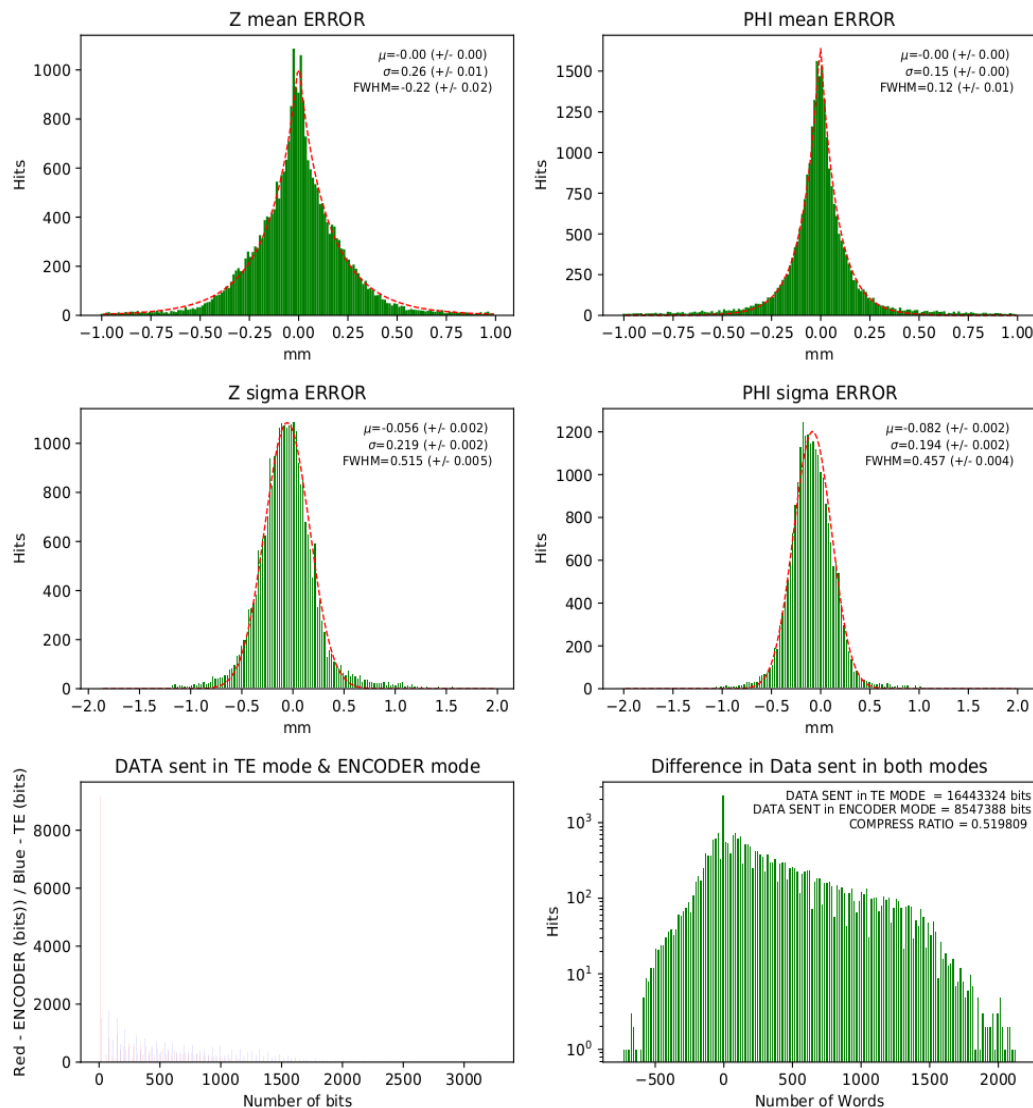 Z mean ERROR
μ=-0.00 (+/- 0.00)
σ=0.26 (+/- 0.01)
FWHM=-0.22 (+/- 0.02)
Hits
1000
800
600
400
200
0
−1.00 −0.75 −0.50 −0.25 0.00 0.25 0.50 0.75 1.00
mm
PHI mean ERROR
μ=-0.00 (+/- 0.00)
σ=0.15 (+/- 0.00)
FWHM=0.12 (+/- 0.01)
Hits
1500
1250
1000
750
500
250
0
−1.00 −0.75 −0.50 −0.25 0.00 0.25 0.50 0.75 1.00
mm
Z sigma ERROR
μ=-0.056 (+/- 0.002)
σ=0.219 (+/- 0.002)
FWHM=0.515 (+/- 0.005)
Hits
1000
800
600
400
200
0
−2.0 −1.5 −1.0 −0.5 0.0 0.5 1.0 1.5 2.0
mm
PHI sigma ERROR
μ=-0.082 (+/- 0.002)
σ=0.194 (+/- 0.002)
FWHM=0.457 (+/- 0.004)
Hits
1200
1000
800
600
400
200
0
−2.0 −1.5 −1.0 −0.5 0.0 0.5 1.0 1.5 2.0
mm
DATA sent in TE mode & ENCODER mode
Red - ENCODER (bits)) / Blue - TE (bits)
8000
6000
4000
2000
0
0 500 1000 1500 2000 2500 3000
Number of bits
Difference in Data sent in both modes
DATA SENT in TE MODE = 16443324 bits
DATA SENT in ENCODER MODE = 8547388 bits
COMPRESS RATIO = 0.519809
Hits
10³
10²
10¹
10⁰
−500 0 500 1000 1500 2000
Number of Words